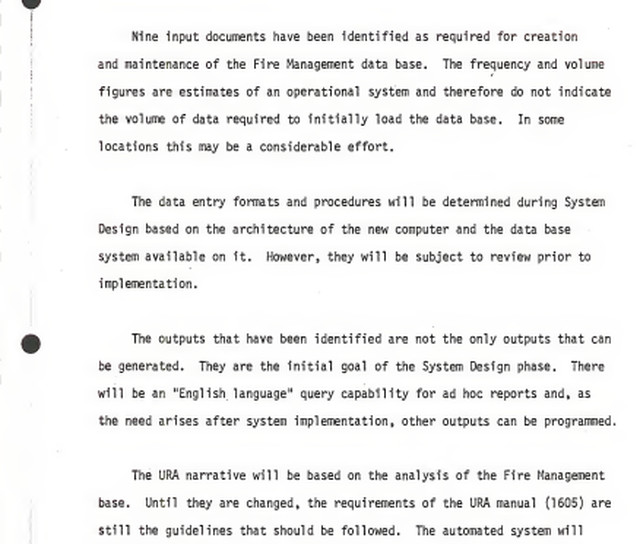 Nine input documents have been identified as required for creation
and maintenance of the Fire Management data base. The frequency and volume
figures are estimates of an operational system and therefore do not indicate
the volume of data required to initially load the data base. In some
locations this may be a considerable effort.
The data entry formats and procedures will be determined during System
Design based on the architecture of the new computer and the data base
system available on it. However, they will be subject to review prior to
implementation.
The outputs that have been identified are not the only outputs that can
be generated. They are the initial goal of the System Design phase. There
will be an "English language" query capability for ad hoc reports and, as
the need arises after system implementation, other outputs can be programmed.
The URA narrative will be based on the analysis of the Fire Management
base. Until they are changed, the requirements of the URA manual (1605) are
still the guidelines that should be followed. The automated system will